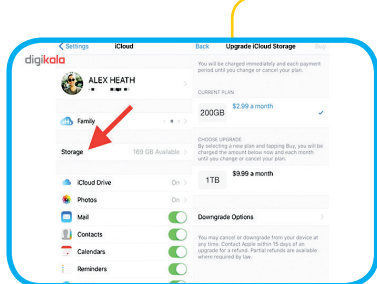 Settings
iCloud
digikala
ALEX HEATH
Family
Storage
169 GB Available
iCloud Drive
On
Photos
On
Mail
Contacts
Calendars
Reminders
Back
Upgrade iCloud Storage
Buy
You will be charged immediately and each payment
period until you change or cancel your plan.
CURRENT PLAN
200GB
$2.99 a month
CHOOSE UPGRADE
By selecting a new plan and tapping Buy, you will be
charged the amount below now and each month
until you change or cancel your plan.
1TB
$9.99 a month
Downgrade Options
You may cancel or downgrade from your device at
any time. Contact Apple within 15 days of an
upgrade for a refund. Partial refunds are available
where required by law.